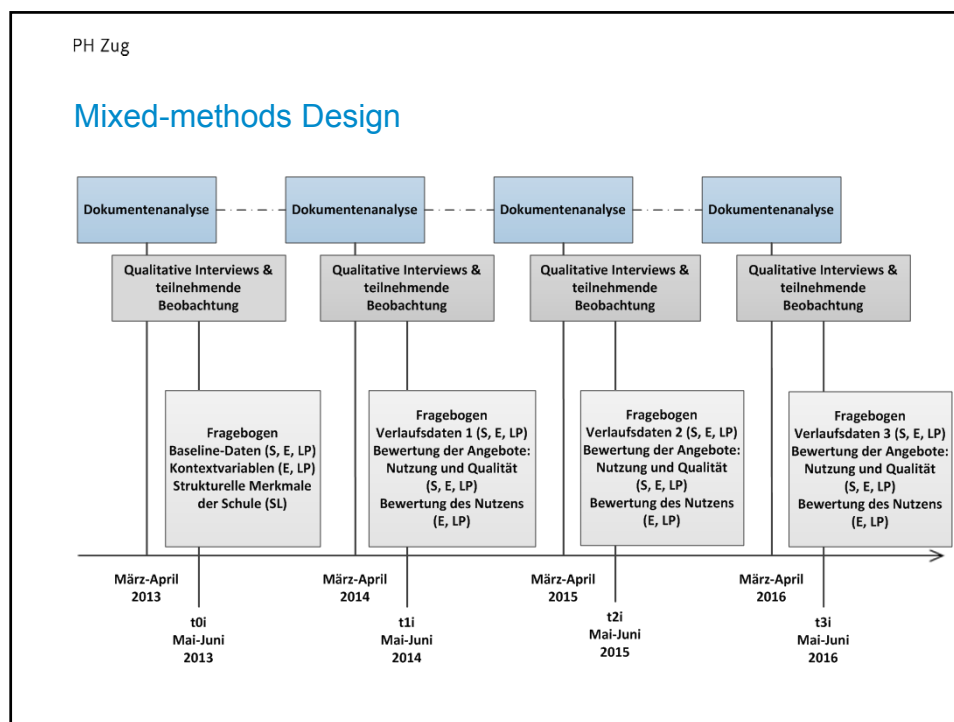 PH Zug
Mixed-methods Design
Dokumentenanalyse
Dokumentenanalyse
Dokumentenanalyse
Dokumentenanalyse
Qualitative Interviews &
teilnehmende
Beobachtung
Qualitative Interviews &
teilnehmende
Beobachtung
Qualitative Interviews &
teilnehmende
Beobachtung
Qualitative Interviews &
teilnehmende
Beobachtung
Fragebogen
Baseline-Daten (S, E, LP)
Kontextvariablen (E, LP)
Strukturelle Merkmale
der Schule (SL)
Fragebogen
Verlaufsdaten 1 (S, E, LP)
Bewertung der Angebote:
Nutzung und Qualität
(S, E, LP)
Bewertung des Nutzens
(E, LP)
Fragebogen
Verlaufsdaten 2 (S, E, LP)
Bewertung der Angebote:
Nutzung und Qualität
(S, E, LP)
Bewertung des Nutzens
(E, LP)
Fragebogen
Verlaufsdaten 3 (S, E, LP)
Bewertung der Angebote:
Nutzung und Qualität
(S, E, LP)
Bewertung des Nutzens
(E, LP)
März-April
2013
t0i
Mai-Juni
2013
März-April
2014
t1i
Mai-Juni
2014
März-April
2015
t2i
Mai-Juni
2015
März-April
2016
t3i
Mai-Juni
2016